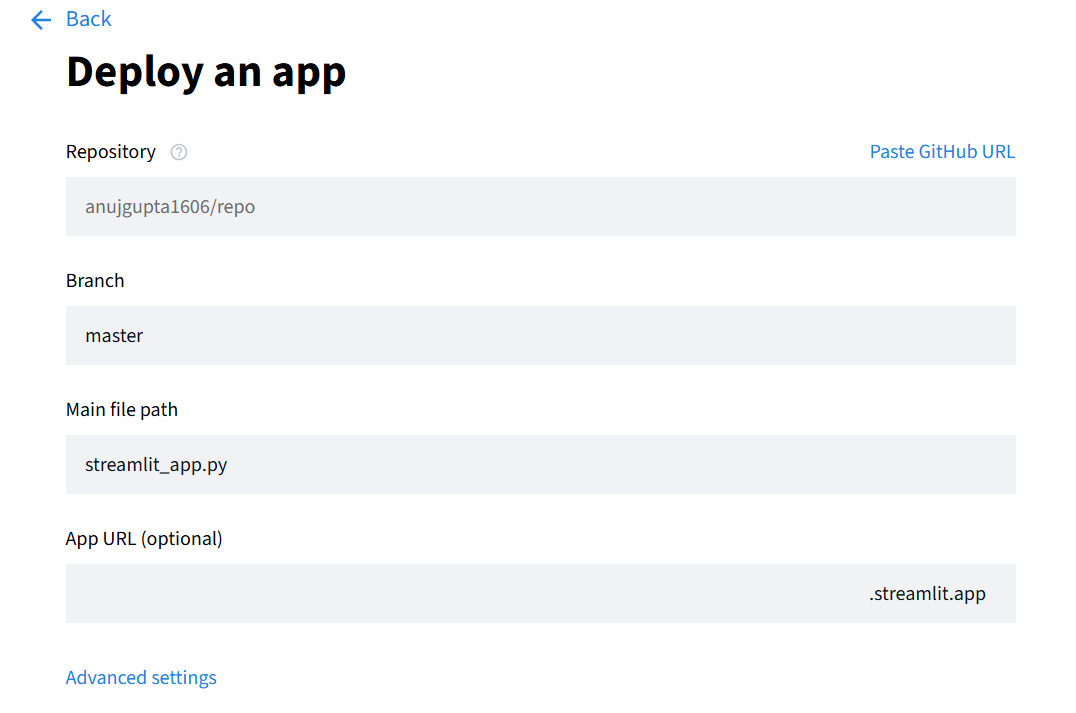 Back
Deploy an app
Repository
Paste GitHub URL
anujgupta1606/repo
Branch
master
Main file path
streamlit_app.py
App URL (optional)
.streamlit.app
Advanced settings